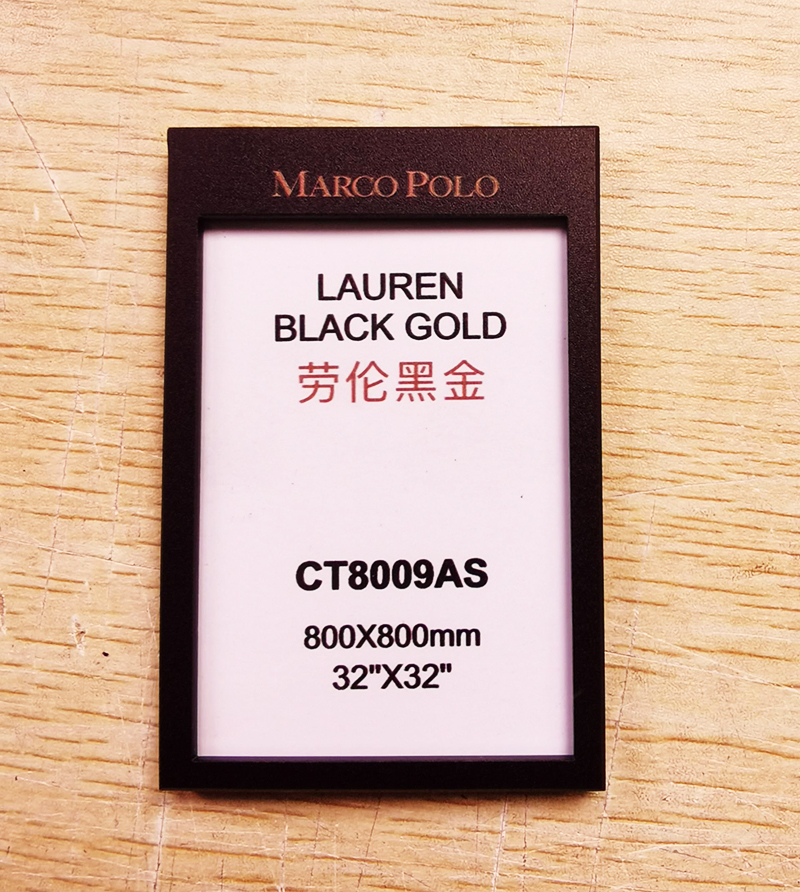 MARCO POLO
LAUREN
BLACK GOLD
劳伦黑金
CT8009AS
800X800mm
32"X32"